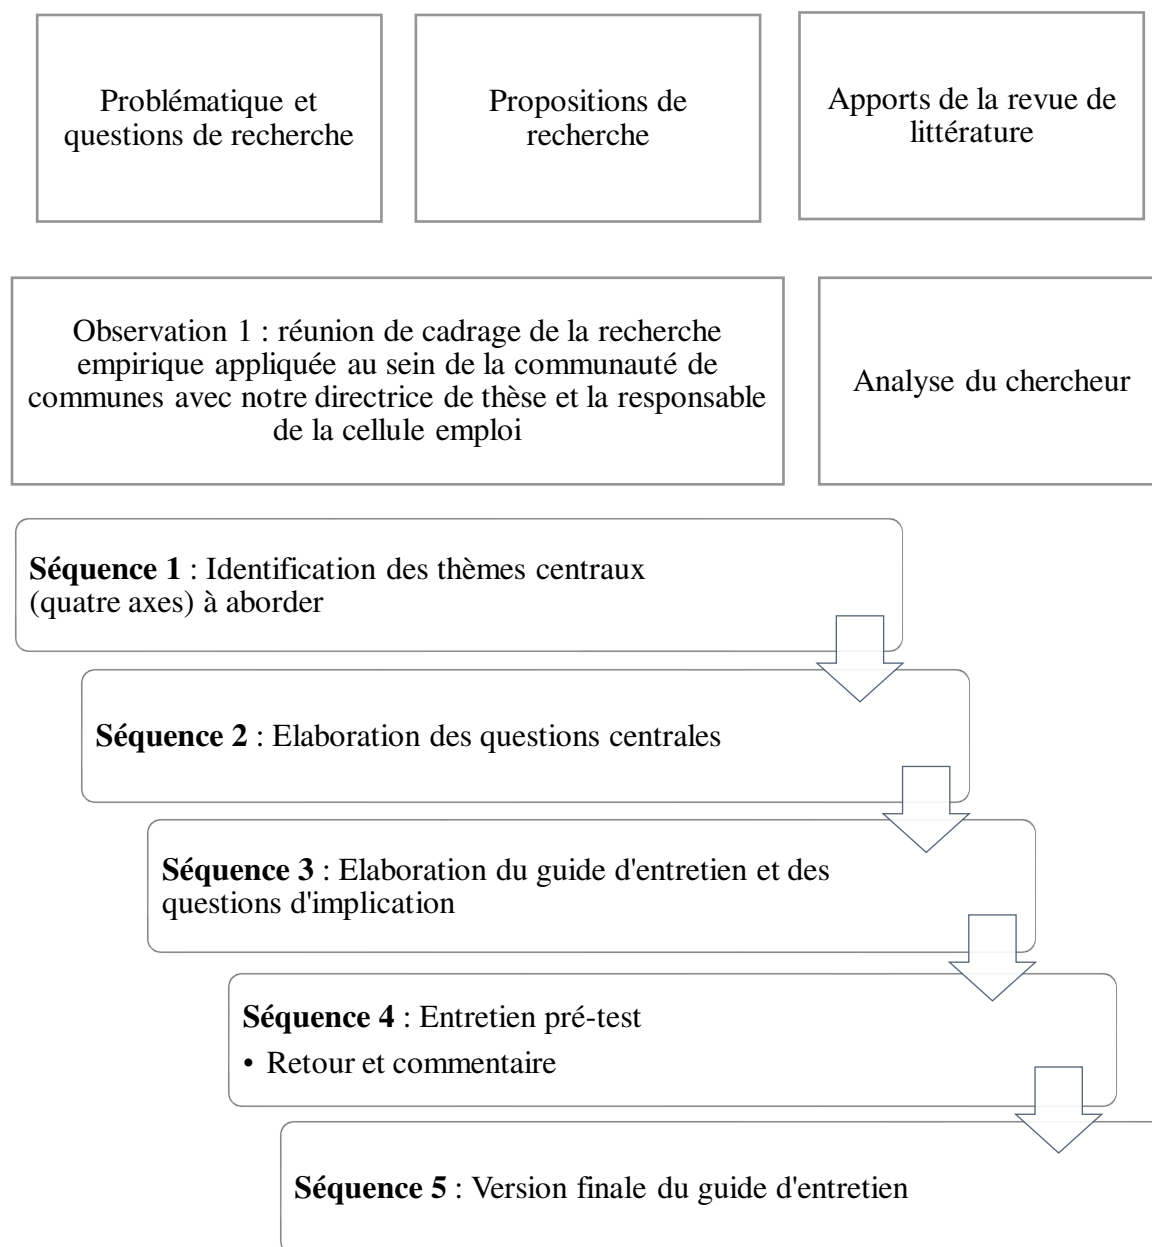 Problématique et
questions de recherche
Propositions de
recherche
Apports de la revue de
littérature
Observation 1 : réunion de cadrage de la recherche
empirique appliquée au sein de la communauté de
communes avec notre directrice de thèse et la responsable
de la cellule emploi
Analyse du chercheur
Séquence 1 : Identification des thèmes centraux
(quatre axes) à aborder
Séquence 2 : Elaboration des questions centrales
Séquence 3 : Elaboration du guide d'entretien et des
questions d'implication
Séquence 4 : Entretien pré-test
• Retour et commentaire
Séquence 5 : Version finale du guide d'entretien